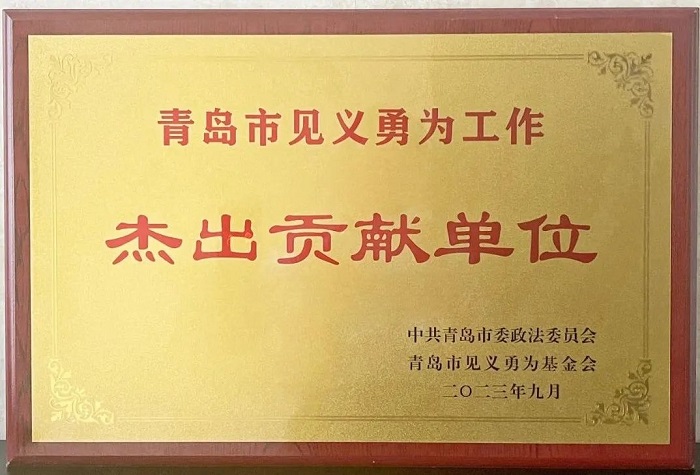 青岛市见义勇为工作
杰出贡献单位
中共青岛市委政法委员会
青岛市见义勇为基金会
二〇二三年九月